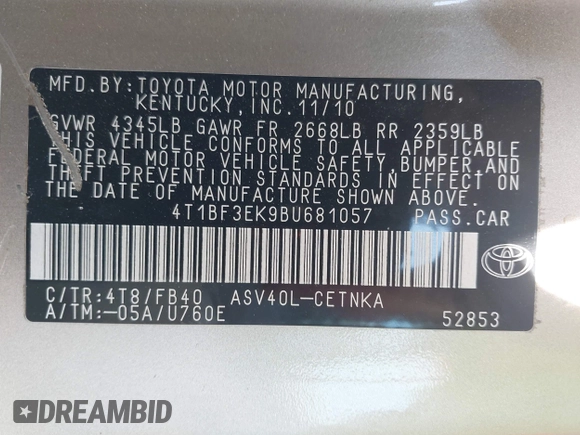 MFD.BY:TOYOTA MOTOR MANUFACTURING,
KENTUCKY, INC. 11/10
GVWR 4345LB GAWR FR 2668LB RR 2359LB
THIS VEHICLE CONFORMS TO ALL APPLICABLE
FEDERAL MOTOR VEHICLE SAFETY, BUMPER, AND
THEFT PREVENTION STANDARDS IN EFFECT ON
THE DATE OF MANUFACTURE SHOWN ABOVE.
4T1BF3EK9BU681057 PASS.CAR
C/TR:4T8/FB40 ASV40L-CETNKA
A/TM:-05A/U760E 52853
DREAMBID